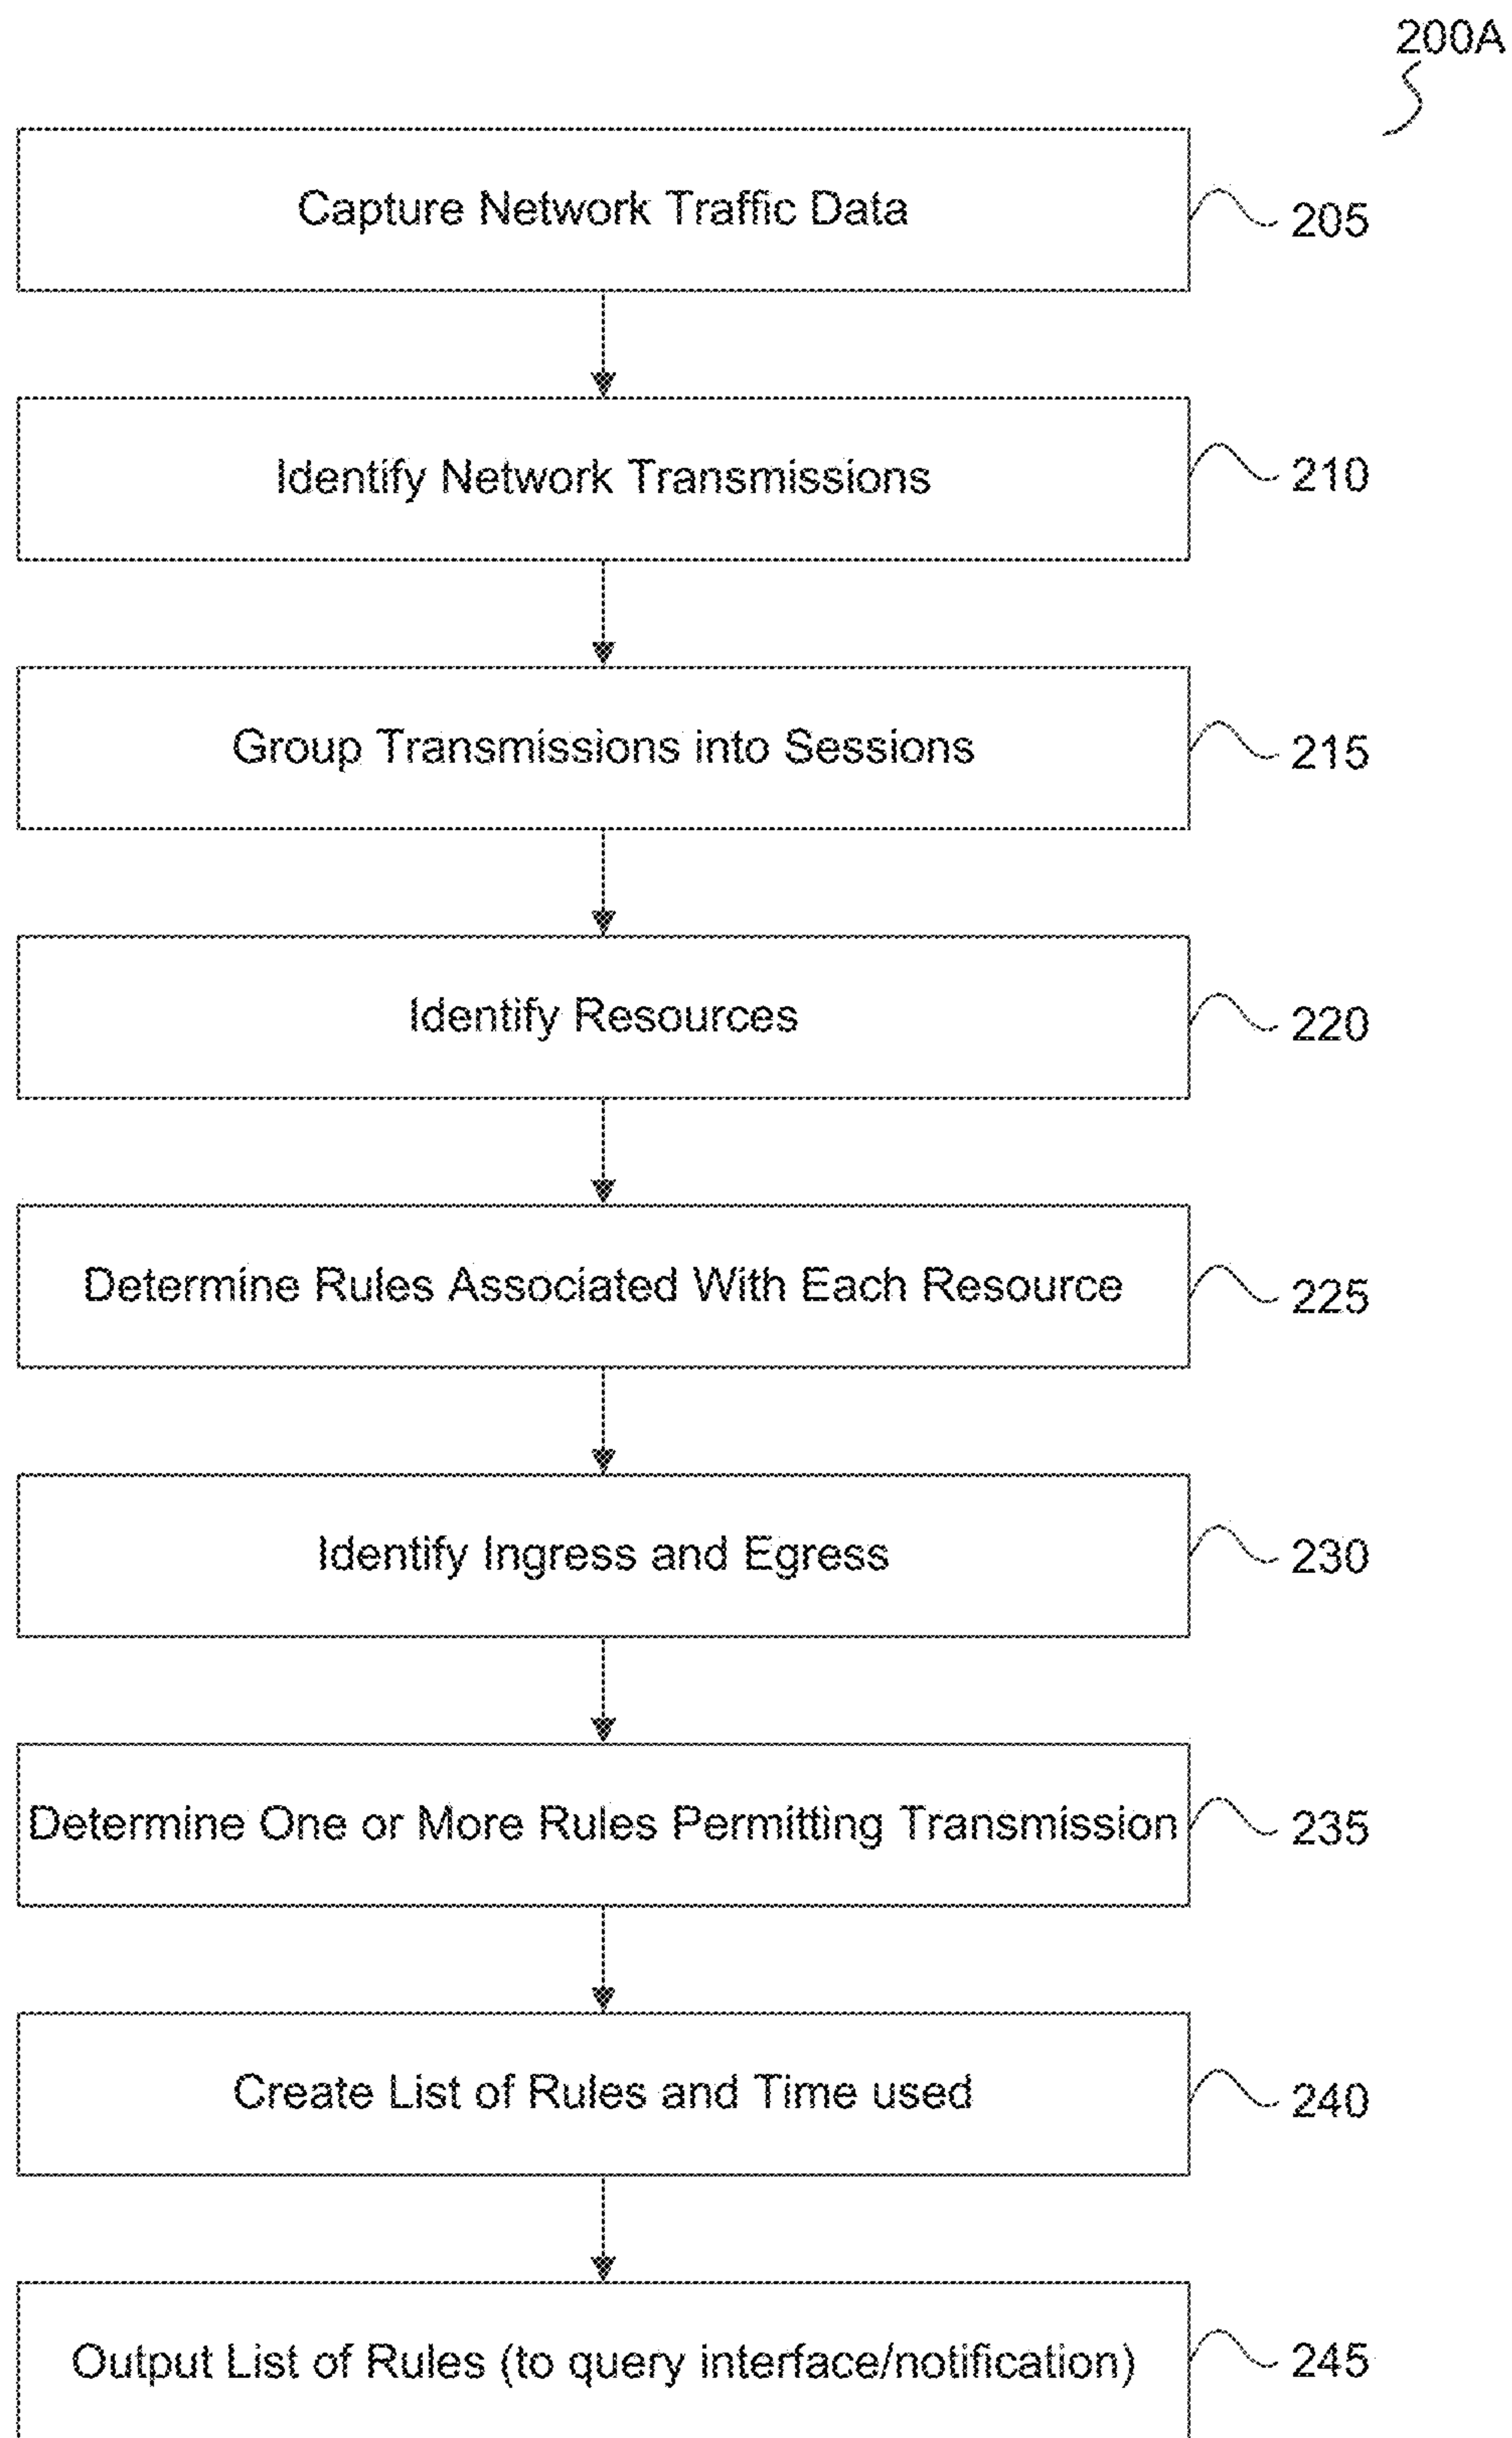 200A
Capture Network Traffic Data
205
Identify Network Transmissions
210
Group Transmissions into Sessions
215
Identify Resources
220
Determine Rules Associated With Each Resource
225
Identify Ingress and Egress
230
Determine One or More Rules Permitting Transmission
235
Create List of Rules and Time used
240
Output List of Rules (to query interface/notification)
245